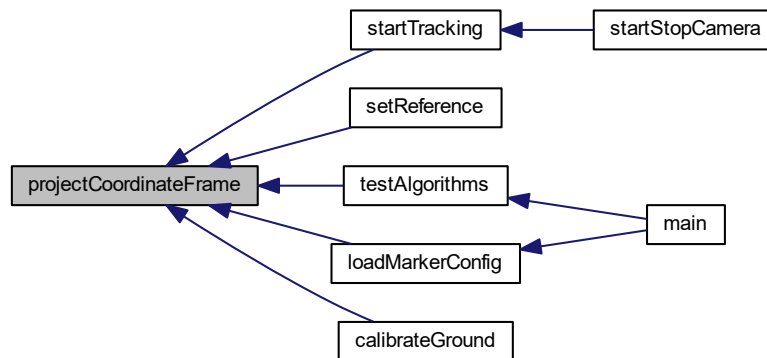 startTracking
startStopCamera
setReference
projectCoordinateFrame
testAlgorithms
main
loadMarkerConfig
calibrateGround